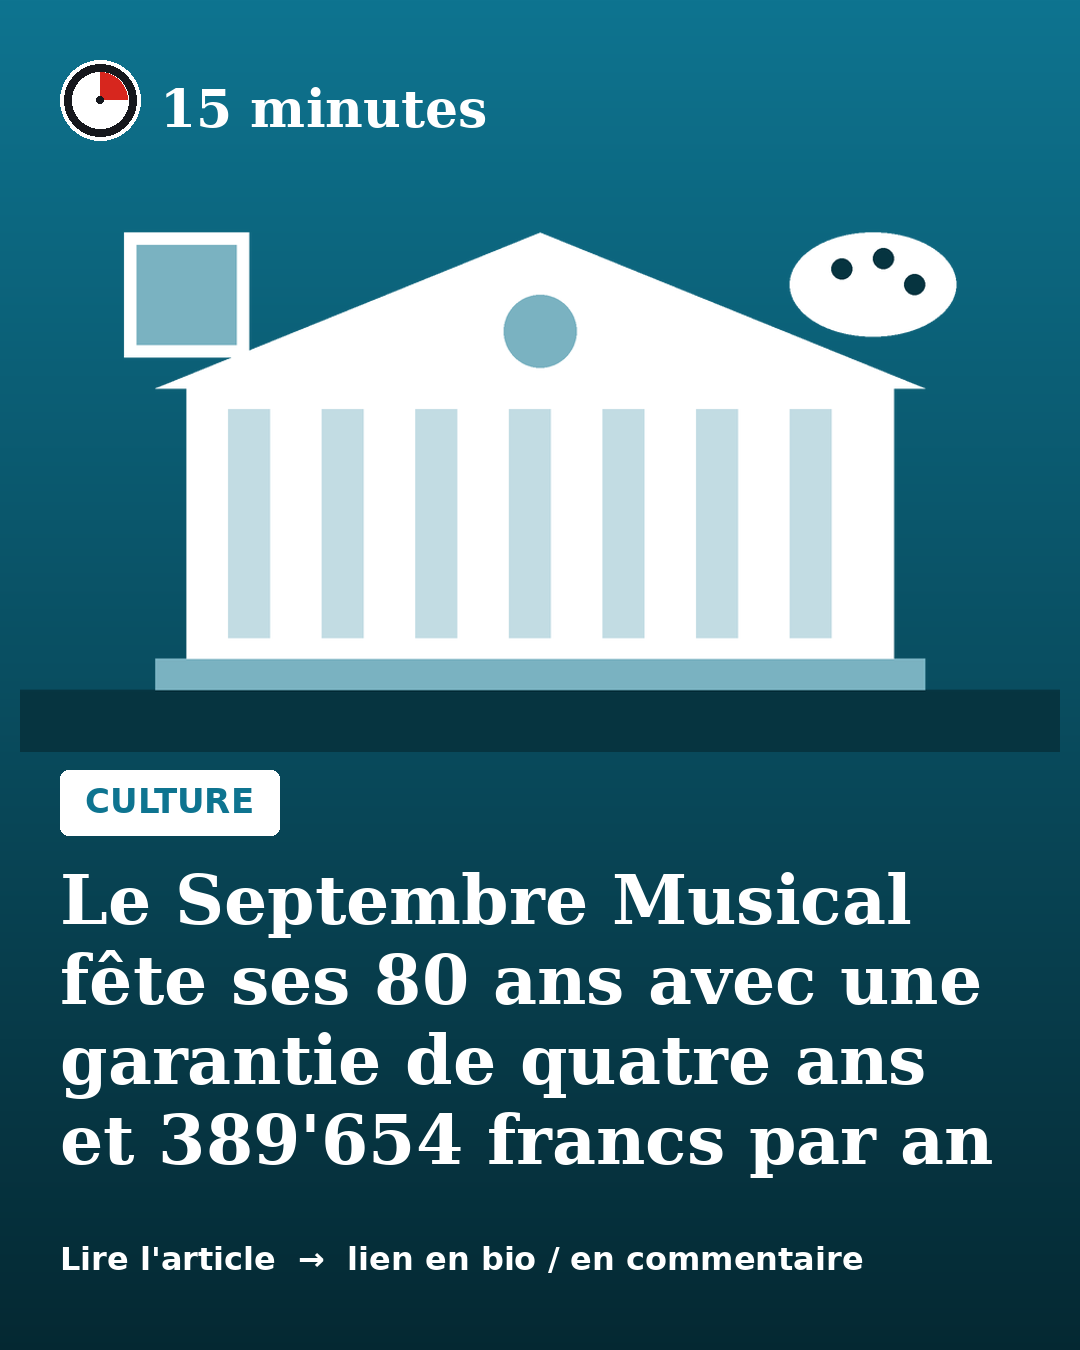 15 minutes
CULTURE
Le Septembre Musical
fête ses 80 ans avec une
garantie de quatre ans
et 389'654 francs par an
Lire l'article → lien en bio / en commentaire